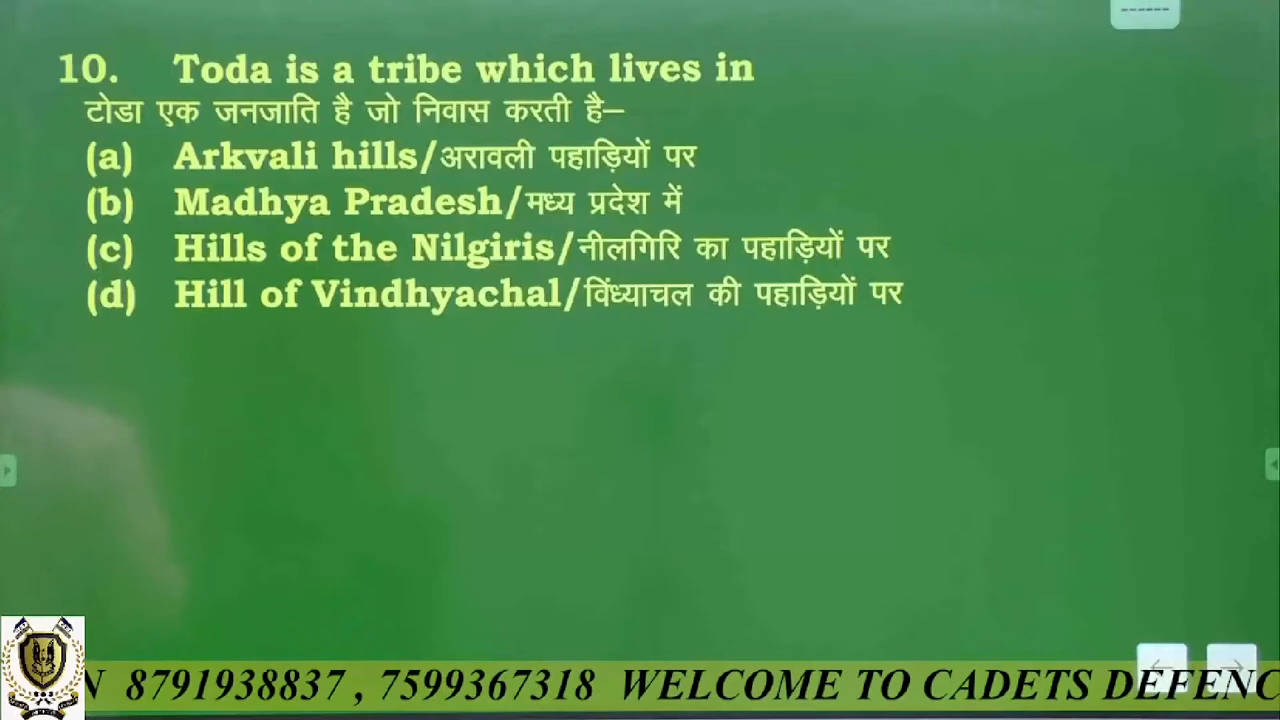 ------
10. Toda is a tribe which lives in
टोडा एक जनजाति है जो निवास करती है–
(a) Arkvali hills/अरावली पहाड़ियों पर
(b) Madhya Pradesh/मध्य प्रदेश में
(c) Hills of the Nilgiris/नीलगिरि का पहाड़ियों पर
(d) Hill of Vindhyachal/विंध्याचल की पहाड़ियों पर
N 8791938837 , 7599367318 WELCOME TO CADETS DEFENC